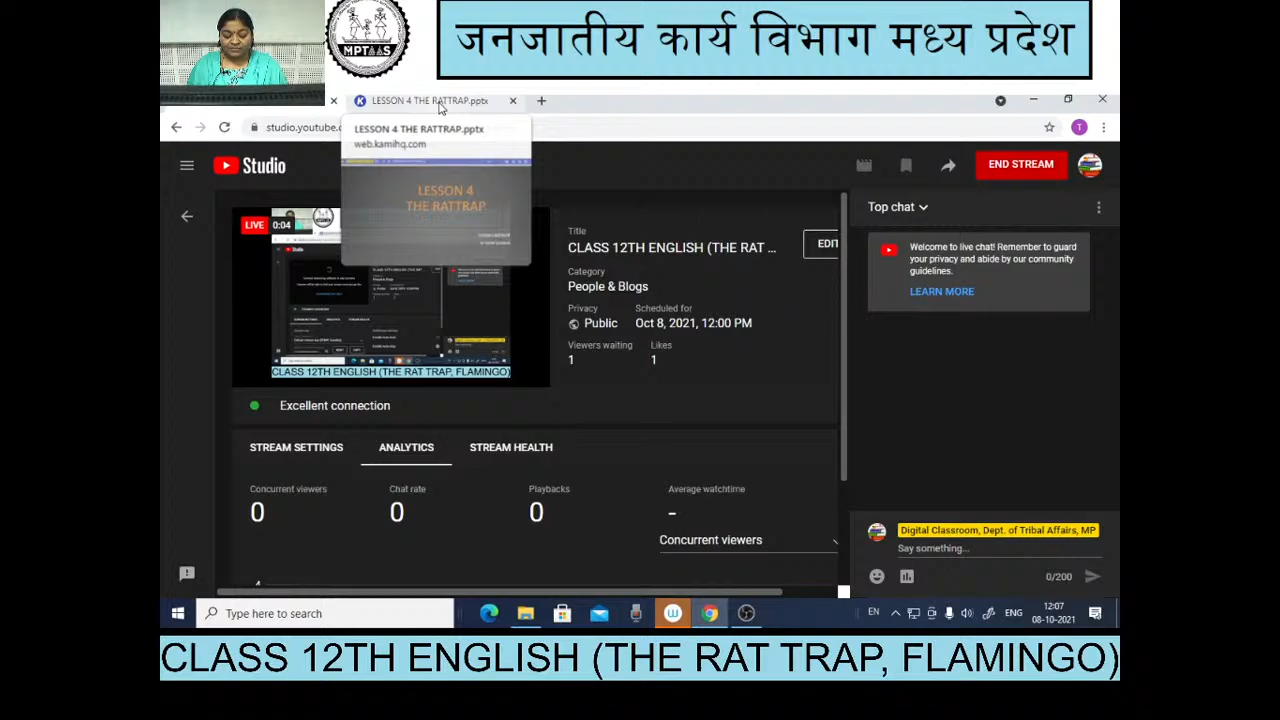 MPTAAS
जनजातीय कार्य विभाग मध्य प्रदेश
LESSON 4 THE RATTRAP.pptx
studio.youtube.c
T
LESSON 4 THE RATTRAP.pptx
web.kamihq.com
LESSON 4
THE RATTRAP
Studio
END STREAM
LIVE 0:04
CLASS 12TH ENGLISH (THE RAT TRAP, FLAMINGO)
Title
CLASS 12TH ENGLISH (THE RAT ...
EDIT
Category
People & Blogs
Privacy
Public
Scheduled for
Oct 8, 2021, 12:00 PM
Viewers waiting
1
Likes
1
Excellent connection
STREAM SETTINGS
ANALYTICS
STREAM HEALTH
Concurrent viewers
0
Chat rate
0
Playbacks
0
Average watchtime
-
Concurrent viewers
4
Top chat
Welcome to live chat! Remember to guard
your privacy and abide by our community
guidelines.
LEARN MORE
Digital Classroom, Dept. of Tribal Affairs, MP
Say something...
0/200
Type here to search
EN
ENG
12:07
08-10-2021
CLASS 12TH ENGLISH (THE RAT TRAP, FLAMINGO)